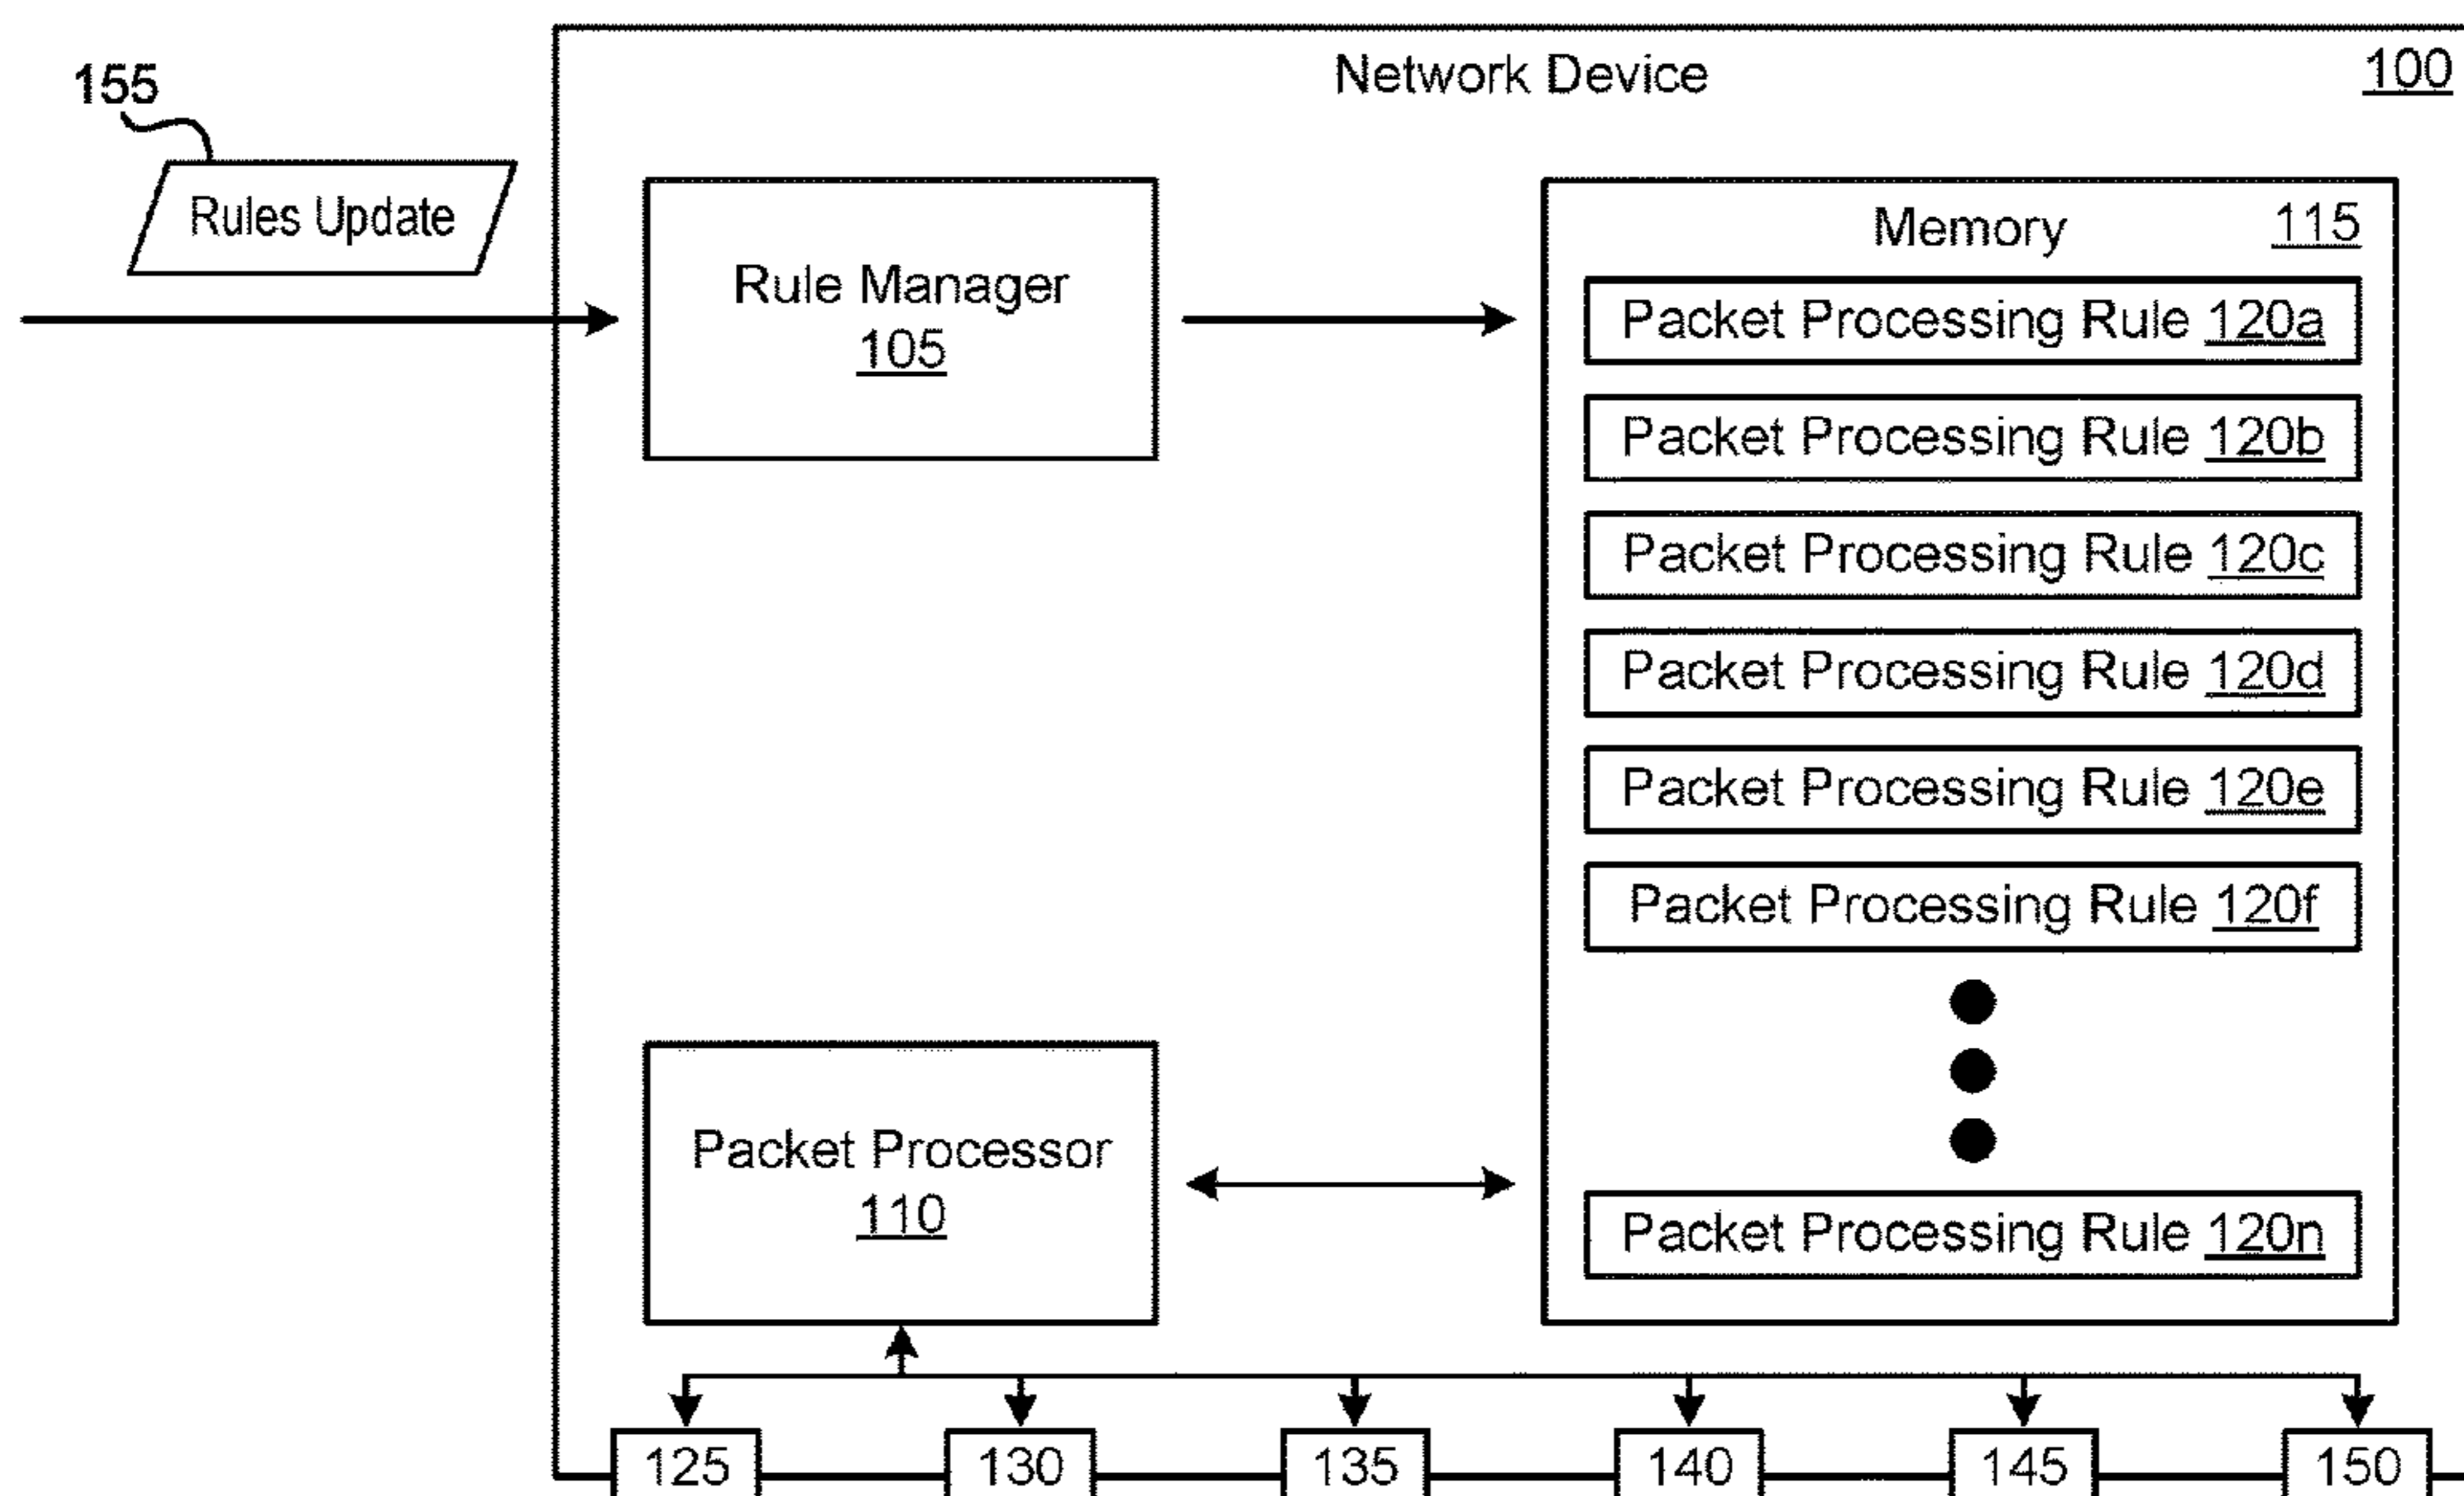 Network Device 100
155
Rules Update
Rule Manager
105
Memory 115
Packet Processing Rule 120a
Packet Processing Rule 120b
Packet Processing Rule 120c
Packet Processing Rule 120d
Packet Processing Rule 120e
Packet Processing Rule 120f
Packet Processor
110
Packet Processing Rule 120n
125 130 135 140 145 150